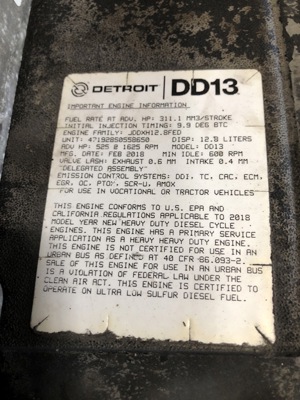 DETROIT DD13
IMPORTANT ENGINE INFORMATION
FUEL RATE AT ADV. HP: 311.1 MM3/STROKE
INITIAL INJECTION TIMING: 9.9 DEG BTC
ENGINE FAMILY: JDDXH12.8FED
UNIT: 471928S0558650 DISP: 12.8 LITERS
ADV HP: 525 @ 1625 RPM MODEL: DD13
MFG. DATE: FEB 2018 MIN IDLE: 600 RPM
VALVE LASH: EXHAUST 0.6 MM INTAKE 0.4 MM
*DELEGATED ASSEMBLY*
EMISSION CONTROL SYSTEMS: DDI, TC, CAC, ECM,
EGR, OC, PTOX, SCR-U, AMOX
*FOR USE IN VOCATIONAL OR TRACTOR VEHICLES*
THIS ENGINE CONFORMS TO U.S. EPA AND
CALIFORNIA REGULATIONS APPLICABLE TO 2018
MODEL YEAR NEW HEAVY DUTY DIESEL CYCLE
ENGINES. THIS ENGINE HAS A PRIMARY SERVICE
APPLICATION AS A HEAVY HEAVY DUTY ENGINE.
THIS ENGINE IS NOT CERTIFIED FOR USE IN AN
URBAN BUS AS DEFINED AT 40 CFR 86.093-2.
SALE OF THIS ENGINE FOR USE IN AN URBAN BUS
IS A VIOLATION OF FEDERAL LAW UNDER THE
CLEAN AIR ACT. THIS ENGINE IS CERTIFIED TO
OPERATE ON ULTRA LOW SULFUR DIESEL FUEL.